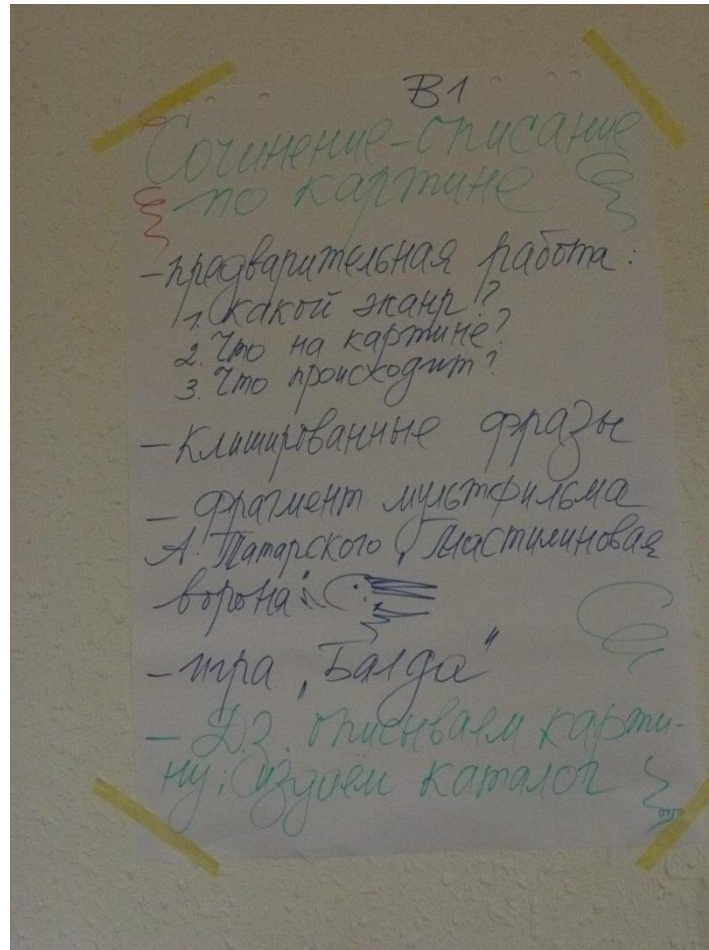 В1
Сочинение-описание
по картине
- предварительная работа:
1. Какой жанр?
2. Что на картине?
3. Что происходит?
- Клишированные фразы
- фрагмент мультфильма
А. Татарского „Пластилиновая
ворона"
- игра „Балда"
- Д.З. описываем карти-
ну, создаём каталог